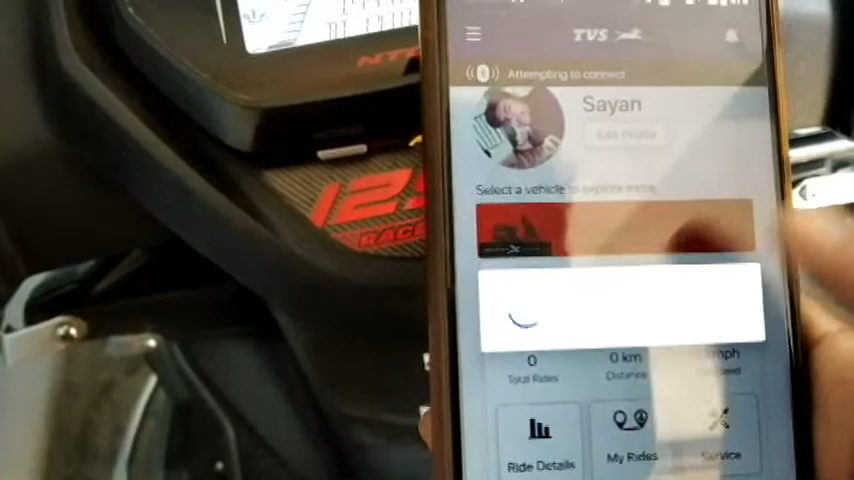 NTORQ
125
RACE
TVS
Attempting to connect
Sayan
Edit Profile
Select a vehicle to explore more
0
0 km
Total Rides
Distance
Ride Details
My Rides
Service